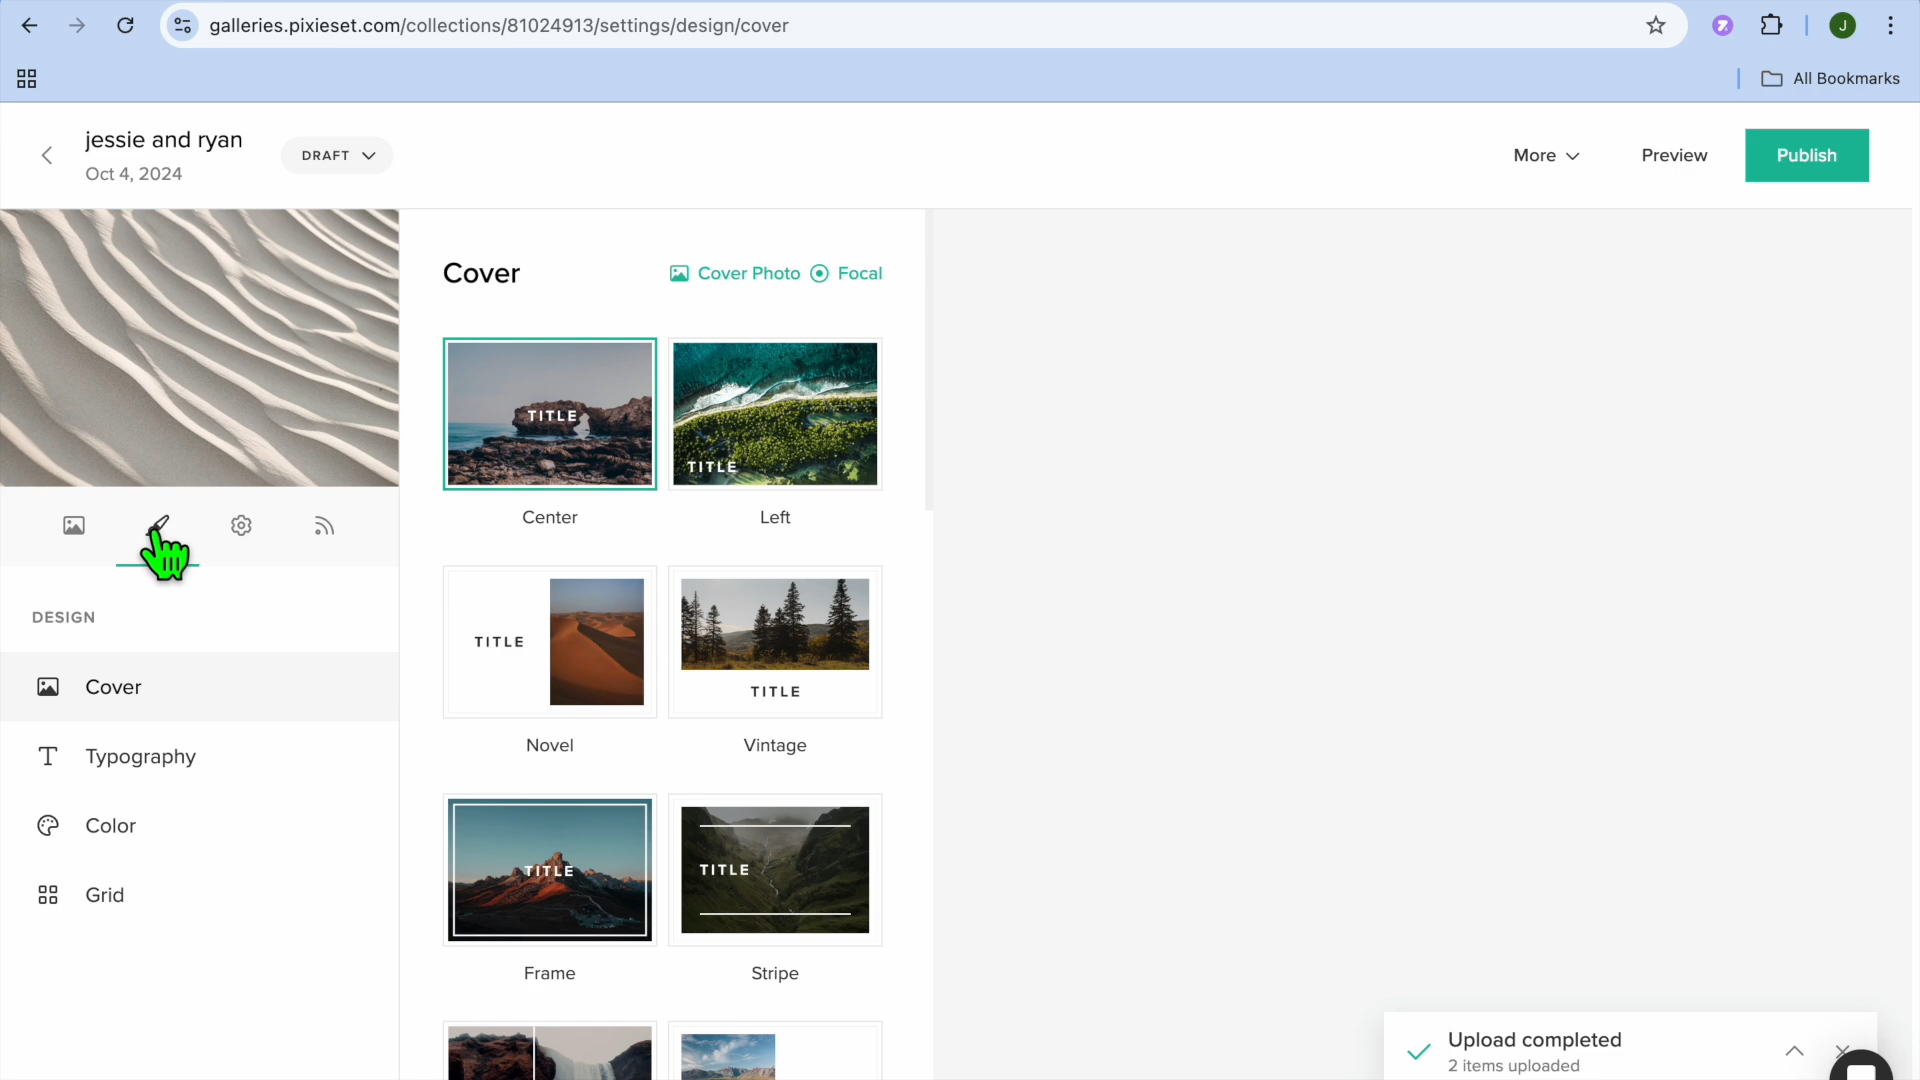 galleries.pixieset.com/collections/81024913/settings/design/cover
J
All Bookmarks
jessie and ryan
Oct 4, 2024
DRAFT
More
Preview
Publish
Cover
Cover Photo
Focal
TITLE
TITLE
Center
Left
DESIGN
Cover
Typography
Color
Grid
TITLE
TITLE
Novel
Vintage
TITLE
TITLE
Frame
Stripe
Upload completed
2 items uploaded